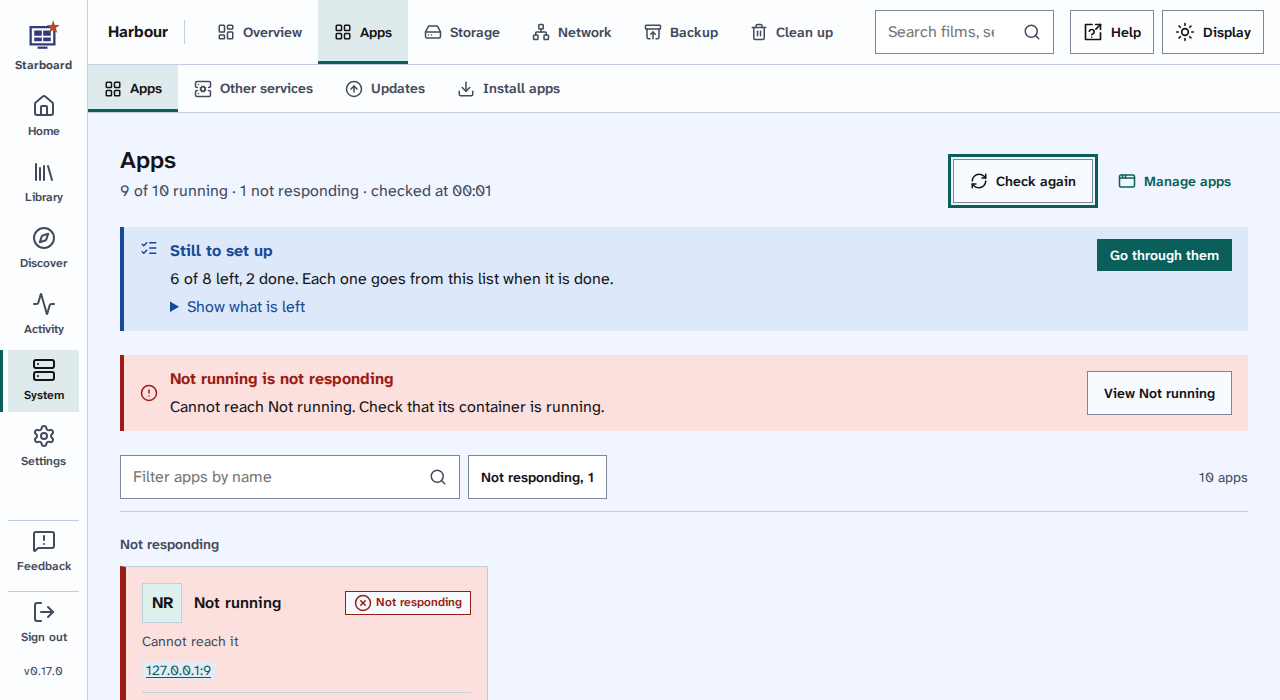 Starboard
Home
Library
Discover
Activity
System
Settings
Feedback
Sign out
v0.17.0
Harbour
Overview
Apps
Storage
Network
Backup
Clean up
Search films, se
Help
Display
Apps
Other services
Updates
Install apps
Apps
9 of 10 running · 1 not responding · checked at 00:01
Check again
Manage apps
Still to set up
6 of 8 left, 2 done. Each one goes from this list when it is done.
Show what is left
Go through them
Not running is not responding
Cannot reach Not running. Check that its container is running.
View Not running
Filter apps by name
Not responding, 1
10 apps
Not responding
NR
Not running
Not responding
Cannot reach it
127.0.0.1:9